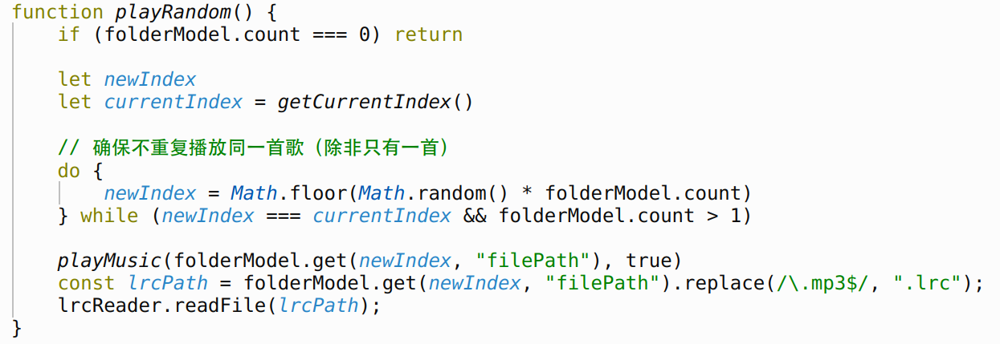 function playRandom() {
    if (folderModel.count === 0) return

    let newIndex
    let currentIndex = getCurrentIndex()

    // 确保不重复播放同一首歌（除非只有一首）
    do {
        newIndex = Math.floor(Math.random() * folderModel.count)
    } while (newIndex === currentIndex && folderModel.count > 1)

    playMusic(folderModel.get(newIndex, "filePath"), true)
    const lrcPath = folderModel.get(newIndex, "filePath").replace(/\.mp3$/, ".lrc");
    lrcReader.readFile(lrcPath);
}